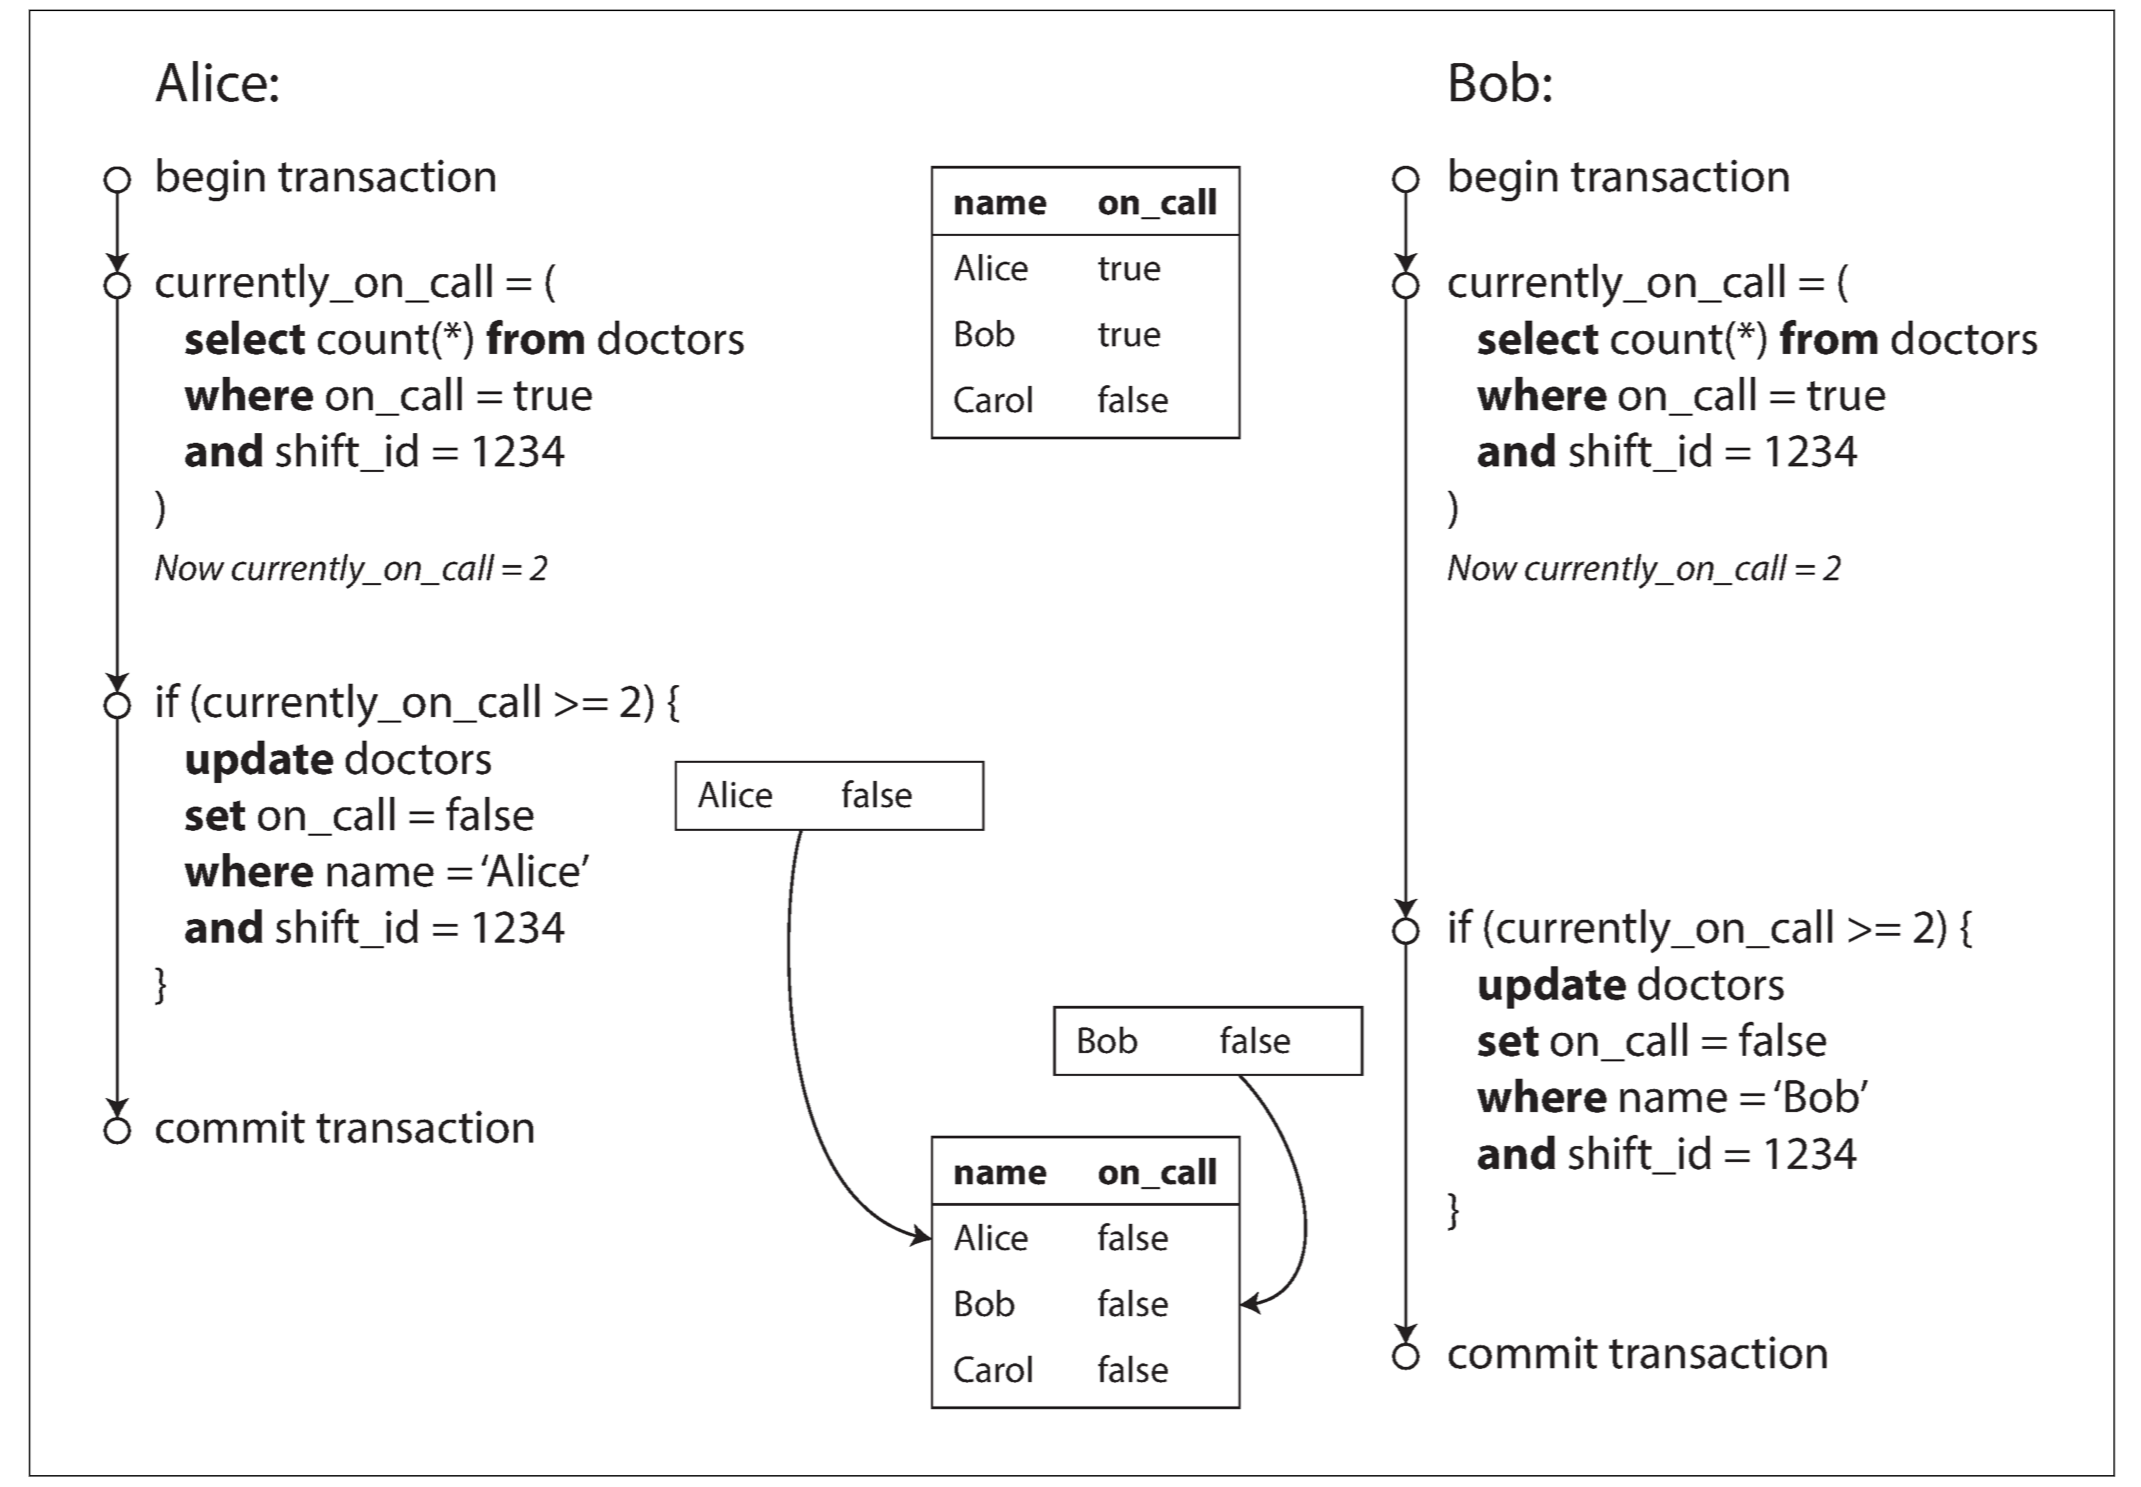 Alice:
begin transaction
currently_on_call = (
select count(*) from doctors
where on_call = true
and shift_id = 1234
)
Now currently_on_call = 2
if (currently_on_call >= 2) {
update doctors
set on_call = false
where name = ‘Alice’
and shift_id = 1234
}
commit transaction
name on_call
Alice true
Bob true
Carol false
Alice false
Bob false
name on_call
Alice false
Bob false
Carol false
Bob:
begin transaction
currently_on_call = (
select count(*) from doctors
where on_call = true
and shift_id = 1234
)
Now currently_on_call = 2
if (currently_on_call >= 2) {
update doctors
set on_call = false
where name = ‘Bob’
and shift_id = 1234
}
commit transaction